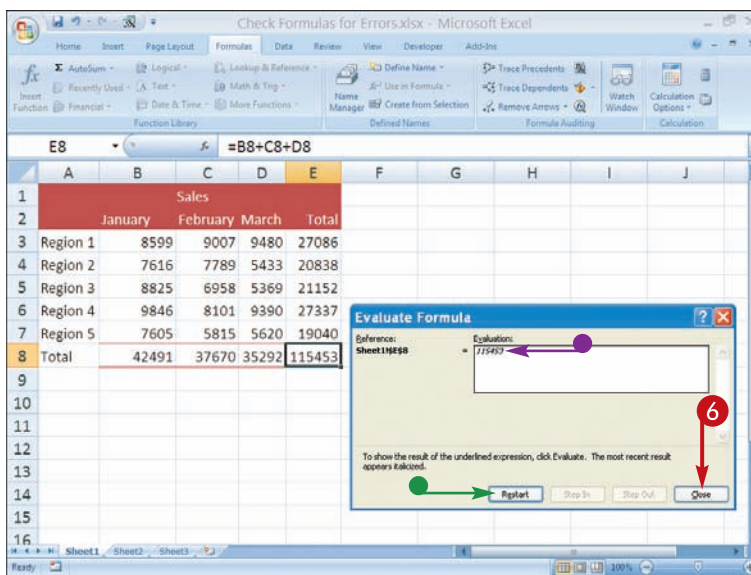 Check Formulas for Errors.xlsx - Microsoft Excel
Home Insert Page Layout Formulas Data Review View Developer Add-Ins
fx Σ AutoSum Logical Lookup & Reference Define Name Trace Precedents
Insert Function Recently Used Text Math & Trig Name Manager Use in Formula Trace Dependents Watch Window Calculation Options
Financial Date & Time More Functions Create from Selection Remove Arrows
Function Library Defined Names Formula Auditing Calculation
E8 fx =B8+C8+D8
A B C D E F G H I J
1 Sales
2 January February March Total
3 Region 1 8599 9007 9480 27086
4 Region 2 7616 7789 5433 20838
5 Region 3 8825 6958 5369 21152
6 Region 4 9846 8101 9390 27337
7 Region 5 7605 5815 5620 19040
8 Total 42491 37670 35292 115453
9
10
11
12
13
14
15
16
Evaluate Formula
Reference: Evaluation:
Sheet1!$E$8 = 115453
6
To show the result of the underlined expression, click Evaluate. The most recent result
appears italicized.
Restart Step In Step Out Close
Sheet1 Sheet2 Sheet3
Ready 100%